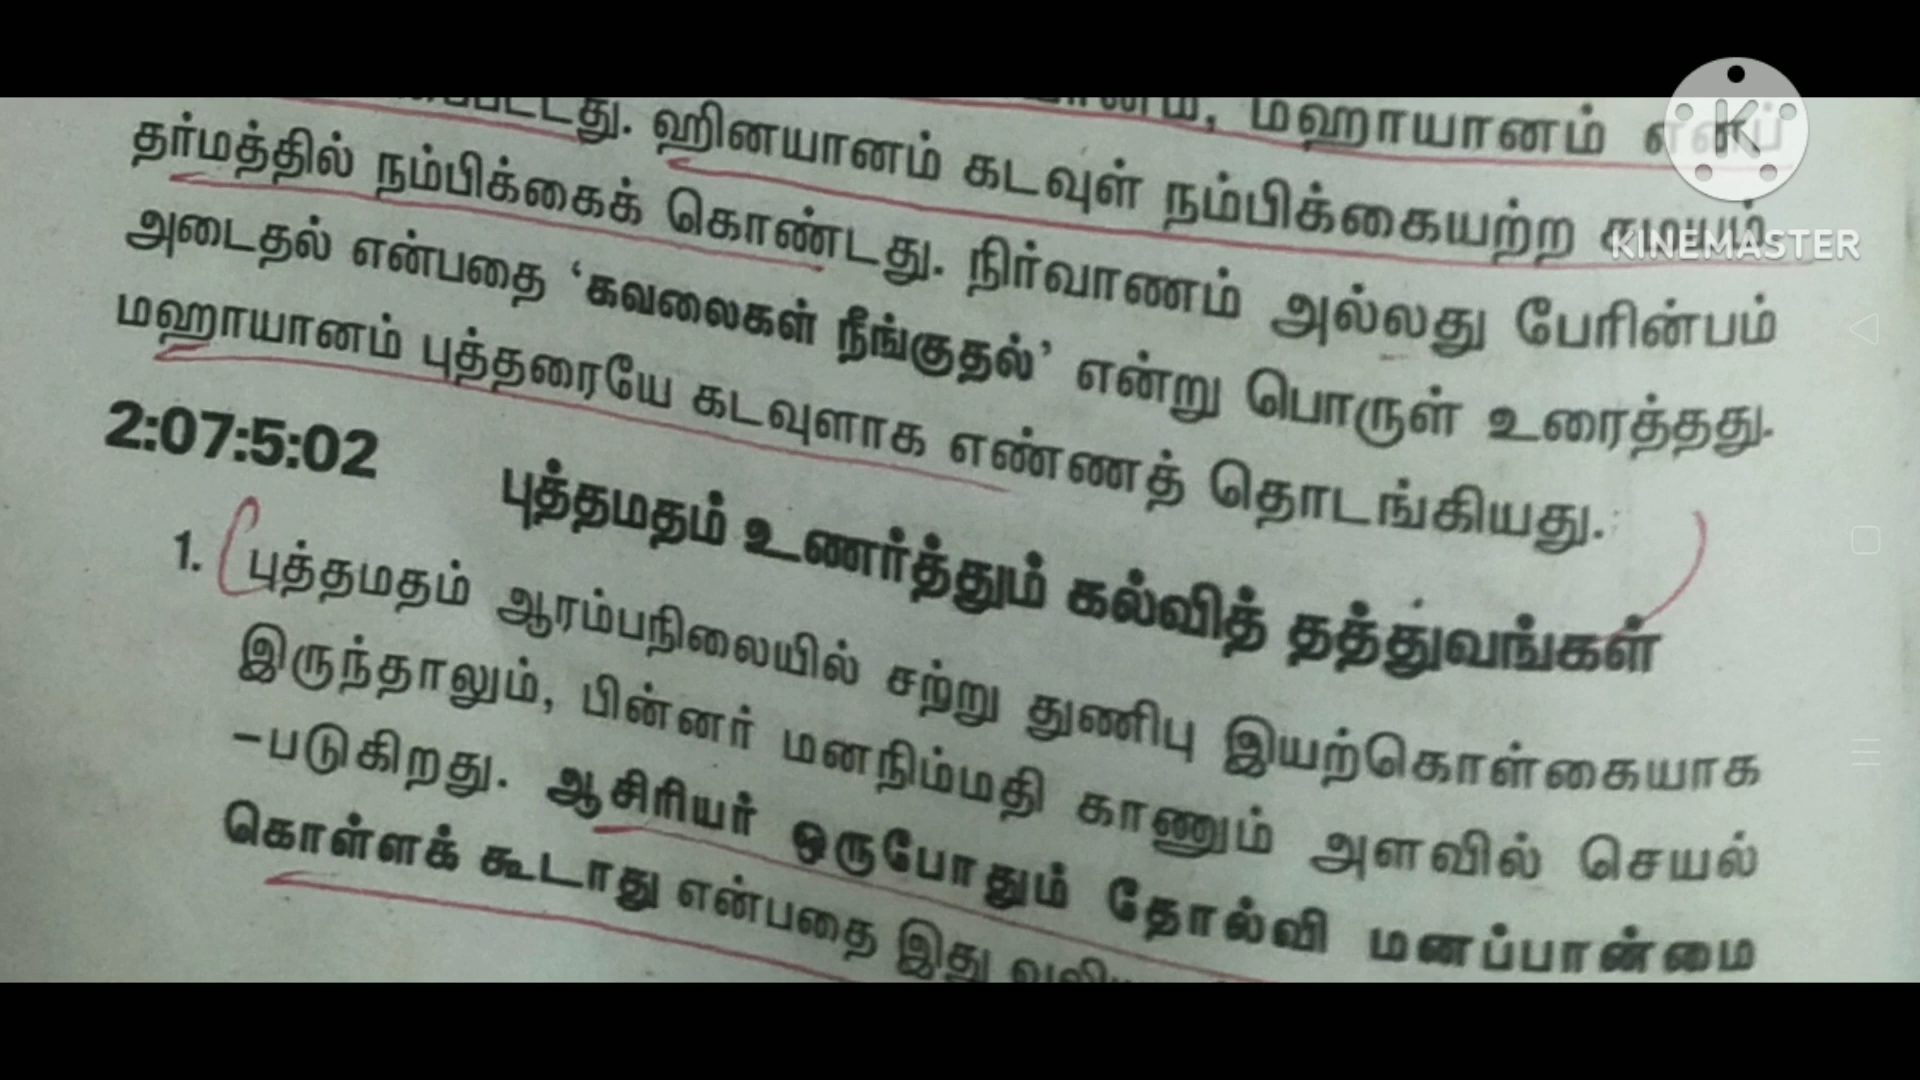 மஹாயானம் எனப்
தர்மத்தில் நம்பிக்கைக் கொண்டது. ஹினயானம் கடவுள் நம்பிக்கையற்ற சமயம்.
அடைதல் என்பதை ‘கவலைகள் நீங்குதல்’ என்று பொருள் உரைத்தது. நிர்வாணம் அல்லது பேரின்பம்
மஹாயானம் புத்தரையே கடவுளாக எண்ணத் தொடங்கியது.
2:07:5:02 புத்தமதம் உணர்த்தும் கல்வித் தத்துவங்கள்
1. புத்தமதம் ஆரம்பநிலையில் சற்று துணிபு இயற்கொள்கையாக
இருந்தாலும், பின்னர் மனநிம்மதி காணும் அளவில் செயல்
-படுகிறது. ஆசிரியர் ஒருபோதும் தோல்வி மனப்பான்மை
கொள்ளக் கூடாது என்பதை இது
KINEMASTER